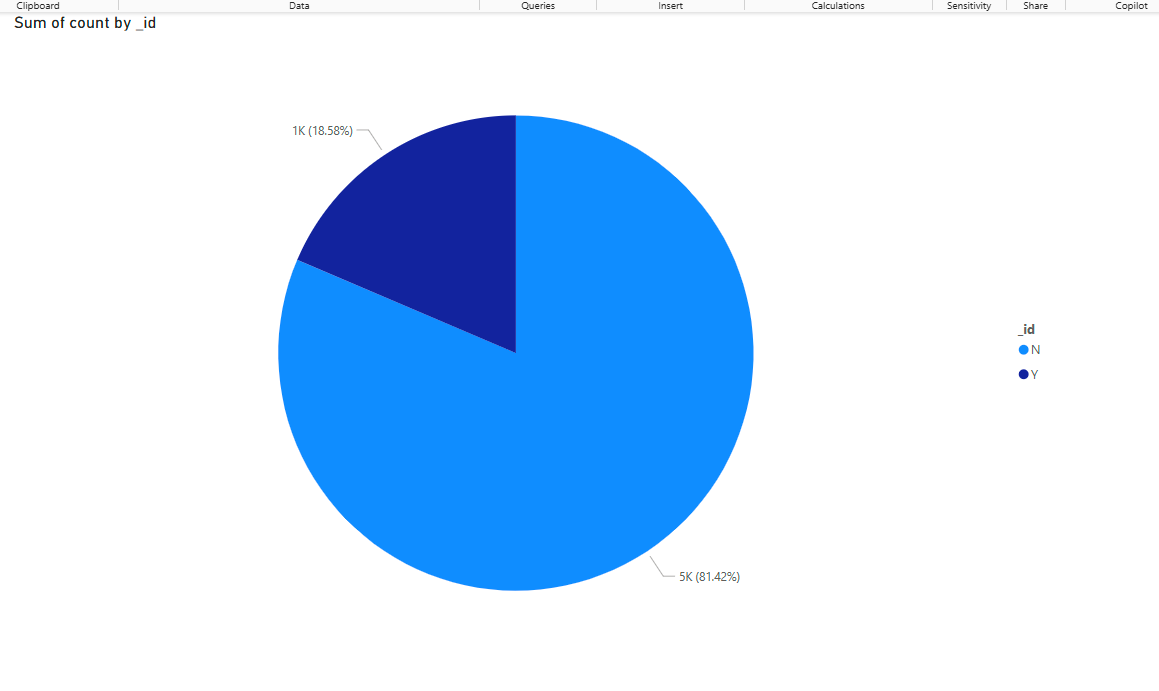 Clipboard Data Queries Insert Calculations Sensitivity Share Copilot
Sum of count by _id
1K (18.58%)
_id
N
Y
5K (81.42%)